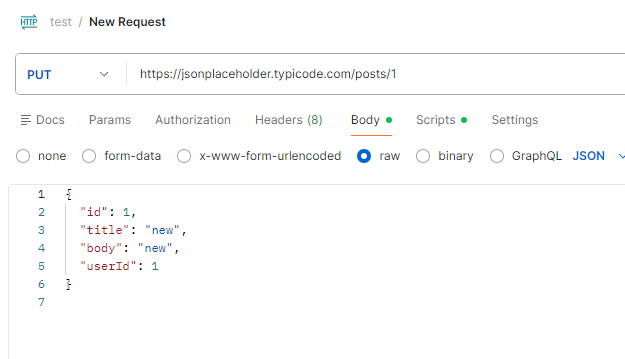 HTTP test / New Request
PUT https://jsonplaceholder.typicode.com/posts/1
Docs Params Authorization Headers (8) Body Scripts Settings
none form-data x-www-form-urlencoded raw binary GraphQL JSON
1 {
2 "id": 1,
3 "title": "new",
4 "body": "new",
5 "userId": 1
6 }
7